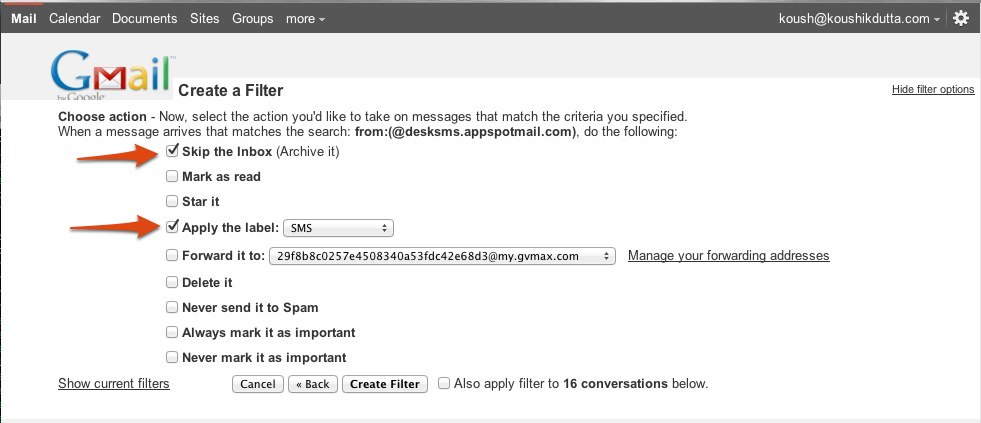 Mail Calendar Documents Sites Groups more koush@koushikdutta.com
Gmail™
by Google
Create a Filter
Hide filter options
Choose action - Now, select the action you'd like to take on messages that match the criteria you specified.
When a message arrives that matches the search: from:(@desksms.appspotmail.com), do the following:
Skip the Inbox (Archive it)
Mark as read
Star it
Apply the label: SMS
Forward it to: 29f8b8c0257e4508340a53fdc42e68d3@my.gvmax.com Manage your forwarding addresses
Delete it
Never send it to Spam
Always mark it as important
Never mark it as important
Show current filters Cancel « Back Create Filter Also apply filter to 16 conversations below.